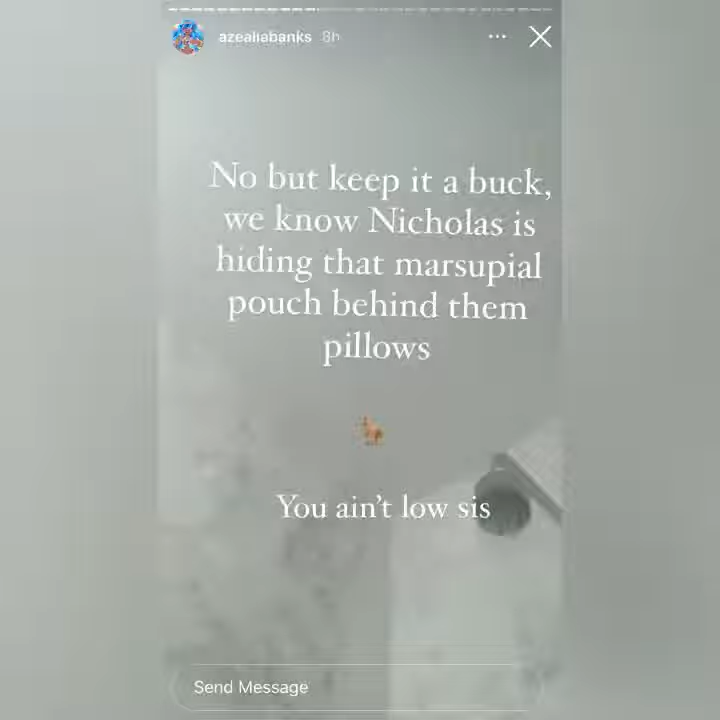 azealiabanks 8h
No but keep it a buck,
we know Nicholas is
hiding that marsupial
pouch behind them
pillows
You ain't low sis
Send Message